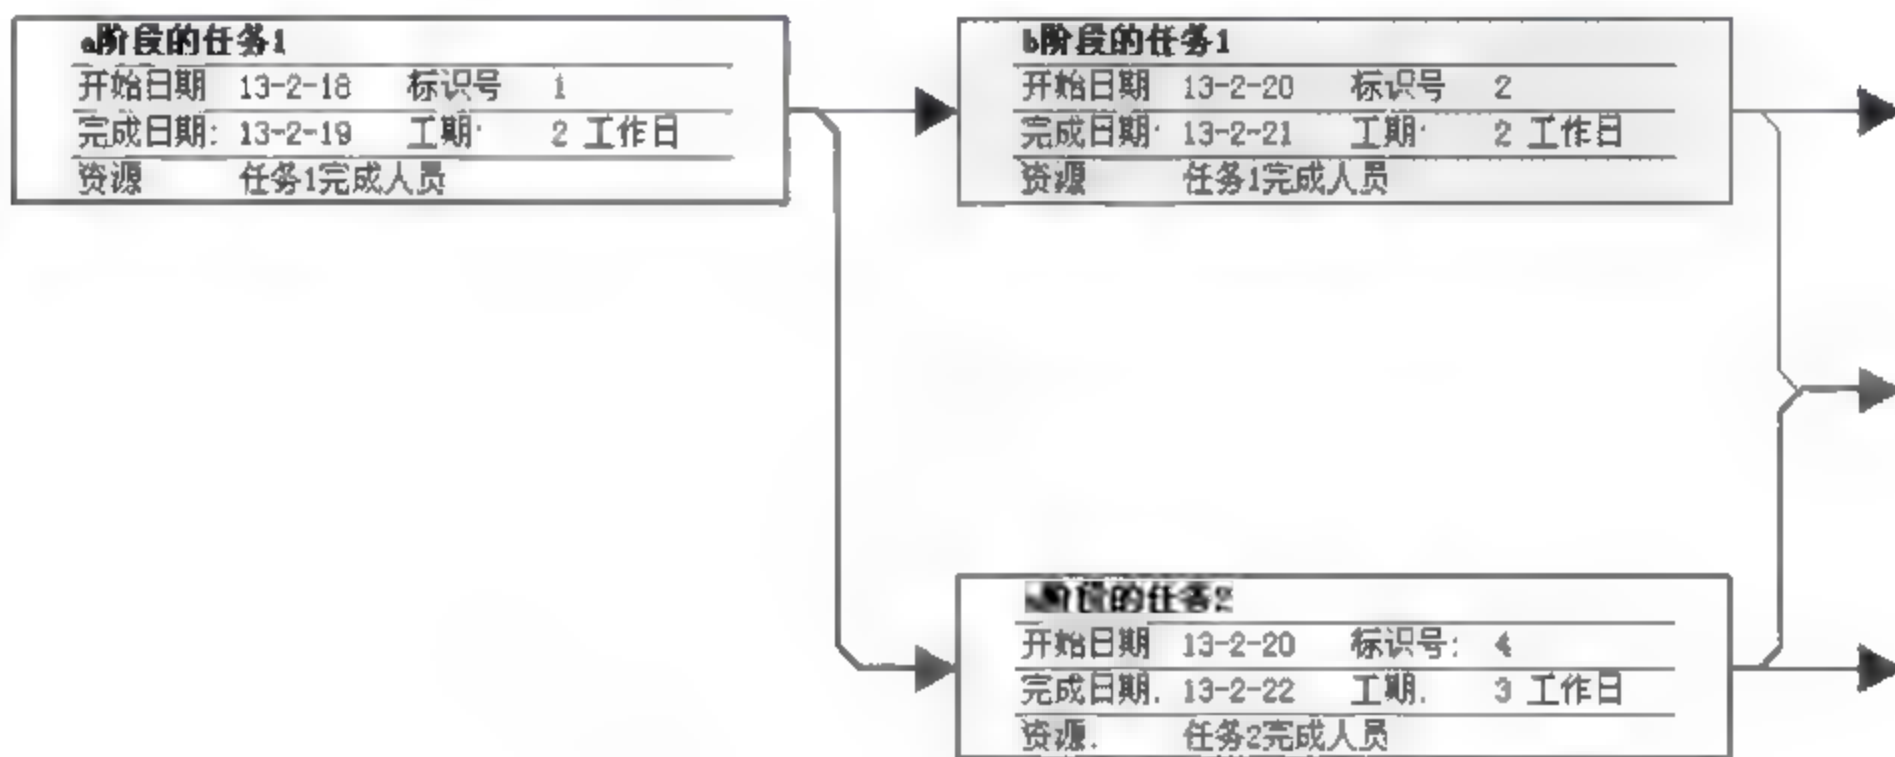 a阶段的任务1
开始日期 13-2-18 标识号 1
完成日期: 13-2-19 工期: 2 工作日
资源 任务1完成人员
b阶段的任务1
开始日期 13-2-20 标识号 2
完成日期: 13-2-21 工期: 2 工作日
资源 任务1完成人员
阶段的任务2
开始日期 13-2-20 标识号: 4
完成日期. 13-2-22 工期. 3 工作日
资源. 任务2完成人员